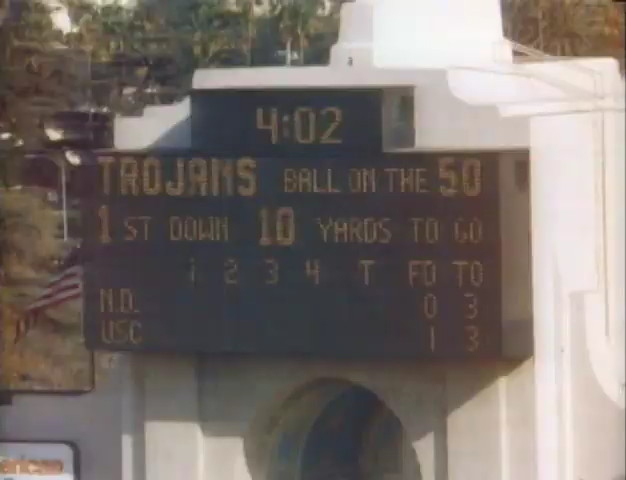 4:02
TROJANS BALL ON THE 50
1 ST DOWN 10 YARDS TO GO
1 2 3 4 T FD TO
N.D. 0 3
USC 1 3